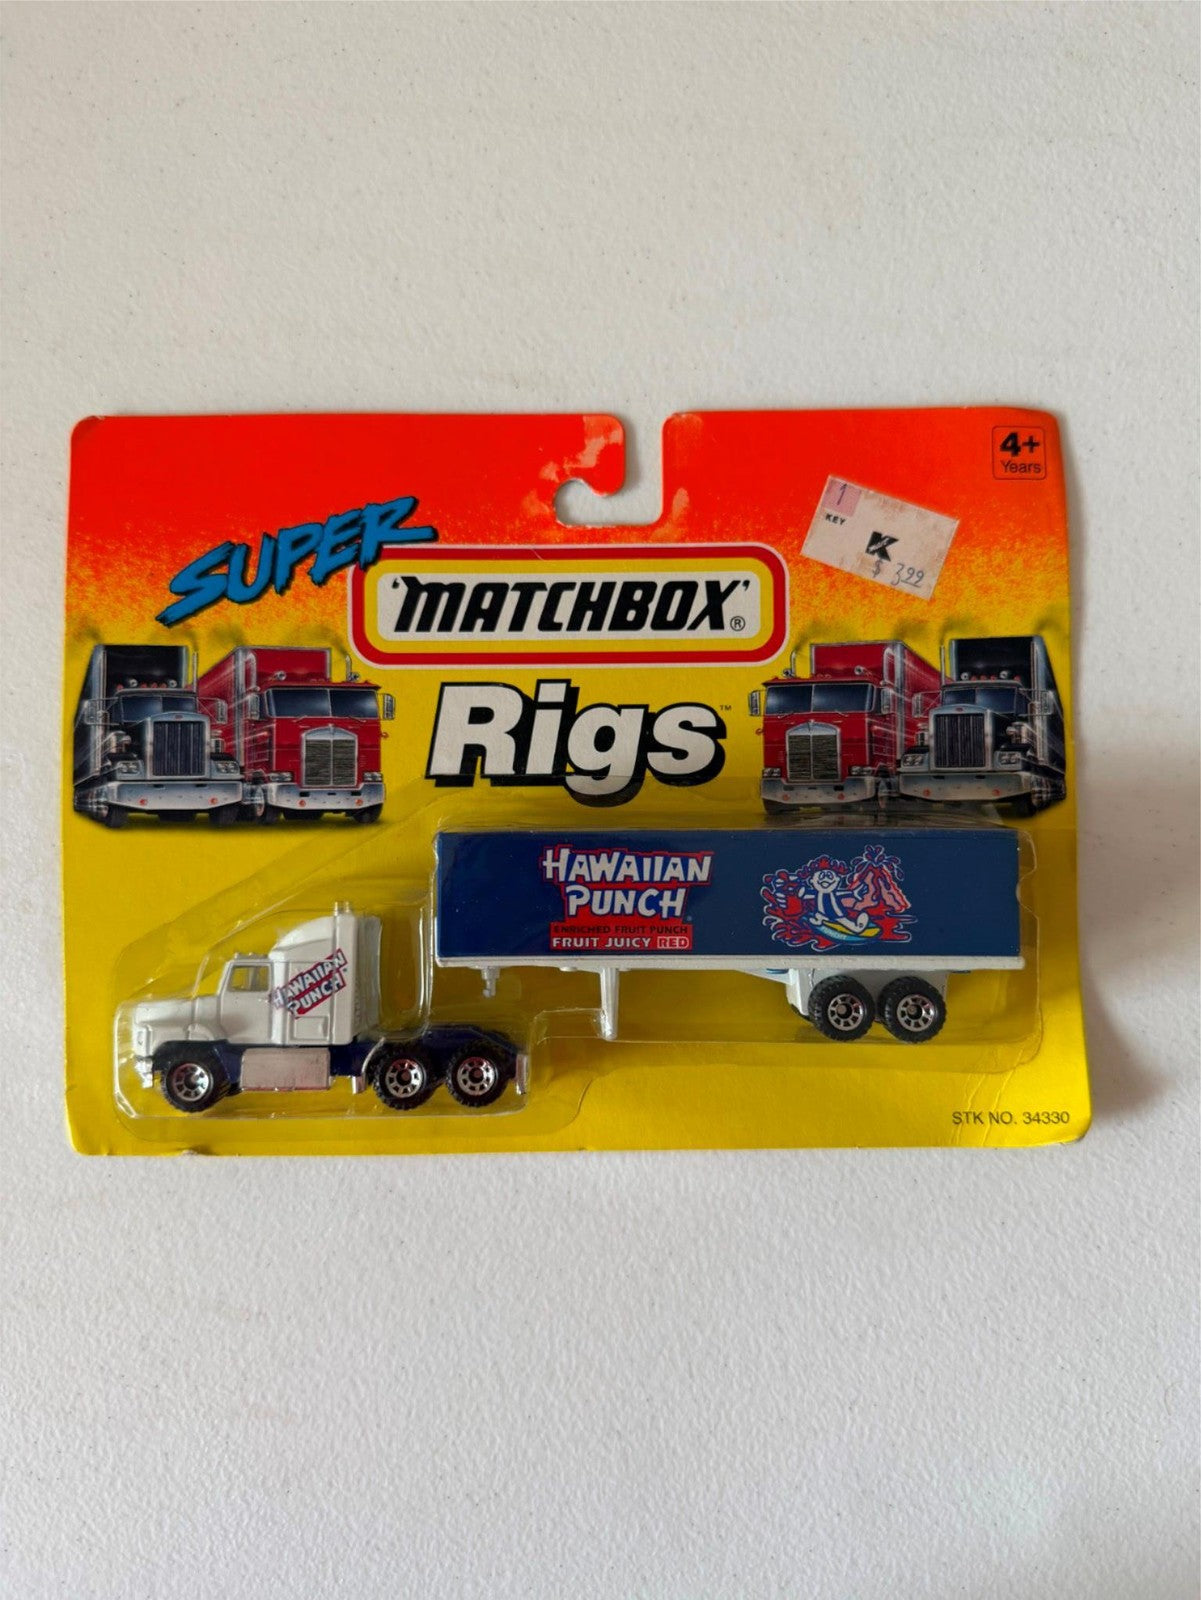 4+
Years
1
KEY
K
$ 3.99
SUPER
'MATCHBOX'®
Rigs™
HAWAIIAN
PUNCH®
ENRICHED FRUIT PUNCH
FRUIT JUICY RED
HAWAIIAN
PUNCH
STK NO. 34330